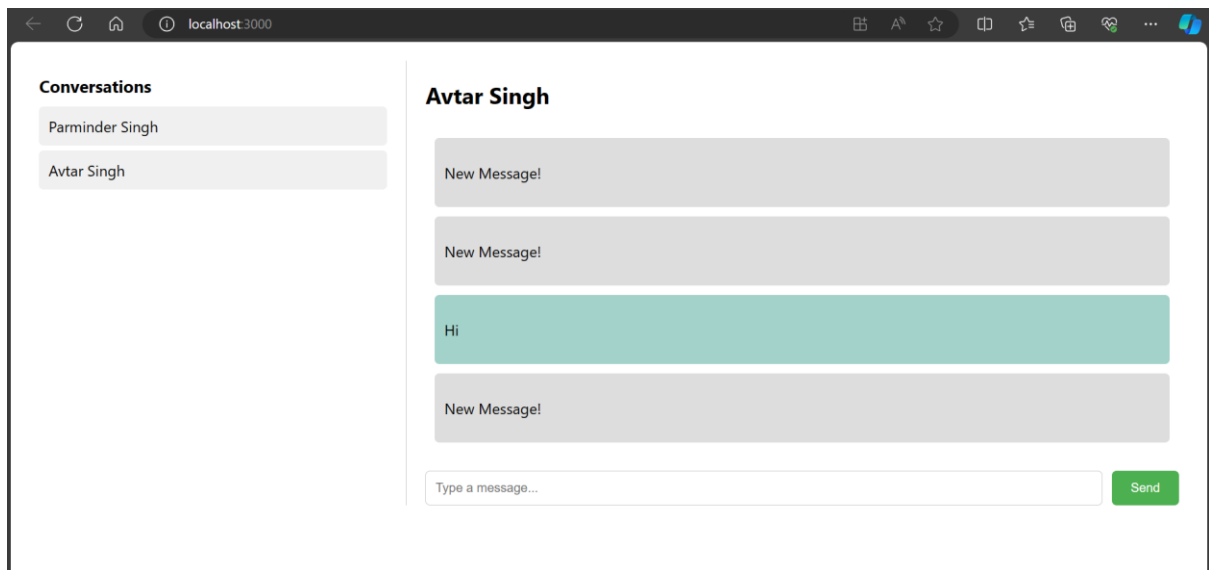 localhost:3000
Conversations
Parminder Singh
Avtar Singh
Avtar Singh
New Message!
New Message!
Hi
New Message!
Type a message...
Send